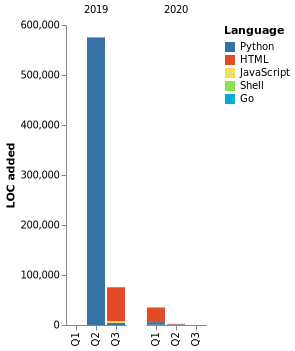 2019
2020
600,000
500,000
400,000
300,000
200,000
100,000
0
LOC added
Q1
Q2
Q3
Q1
Q2
Q3
Language
Python
HTML
JavaScript
Shell
Go